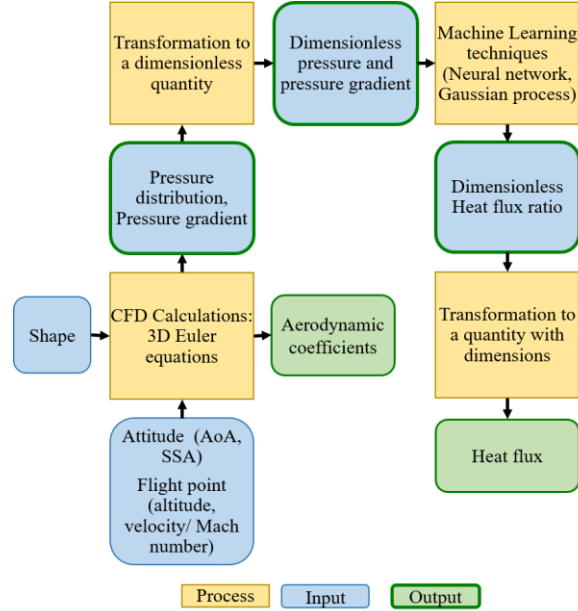 Transformation to
a dimensionless
quantity
Dimensionless
pressure and
pressure gradient
Machine Learning
techniques
(Neural network,
Gaussian process)
Pressure
distribution,
Pressure gradient
Dimensionless
Heat flux ratio
Shape
CFD Calculations:
3D Euler
equations
Aerodynamic
coefficients
Transformation to
a quantity with
dimensions
Attitude (AoA,
SSA)
Flight point
(altitude,
velocity/ Mach
number)
Heat flux
Process
Input
Output